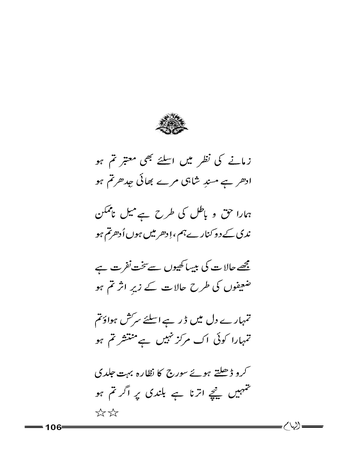 زمانے کی نظر میں اسلئے بھی معتبر تم ہو
ادھر ہے مسندِ شاہی مرے بھائی جدھر تم ہو
ہمارا حق و باطل کی طرح ہے میل ناممکن
ندی کے دو کنارے ہم، اِدھر میں ہوں اُدھر تم ہو
مجھے حالات کی بیساکھیوں سے سخت نفرت ہے
ضعیفوں کی طرح حالات کے زیرِ اثر تم ہو
تمہارے دل میں ڈر ہے اسلئے سرکش ہواؤ تم
تمہارا کوئی اک مرکز نہیں ہے منتشر تم ہو
کرو ڈھلتے ہوئے سورج کا نظارہ بہت جلدی
تمہیں نیچے اترنا ہے بلندی پر اگر تم ہو
☆☆
106